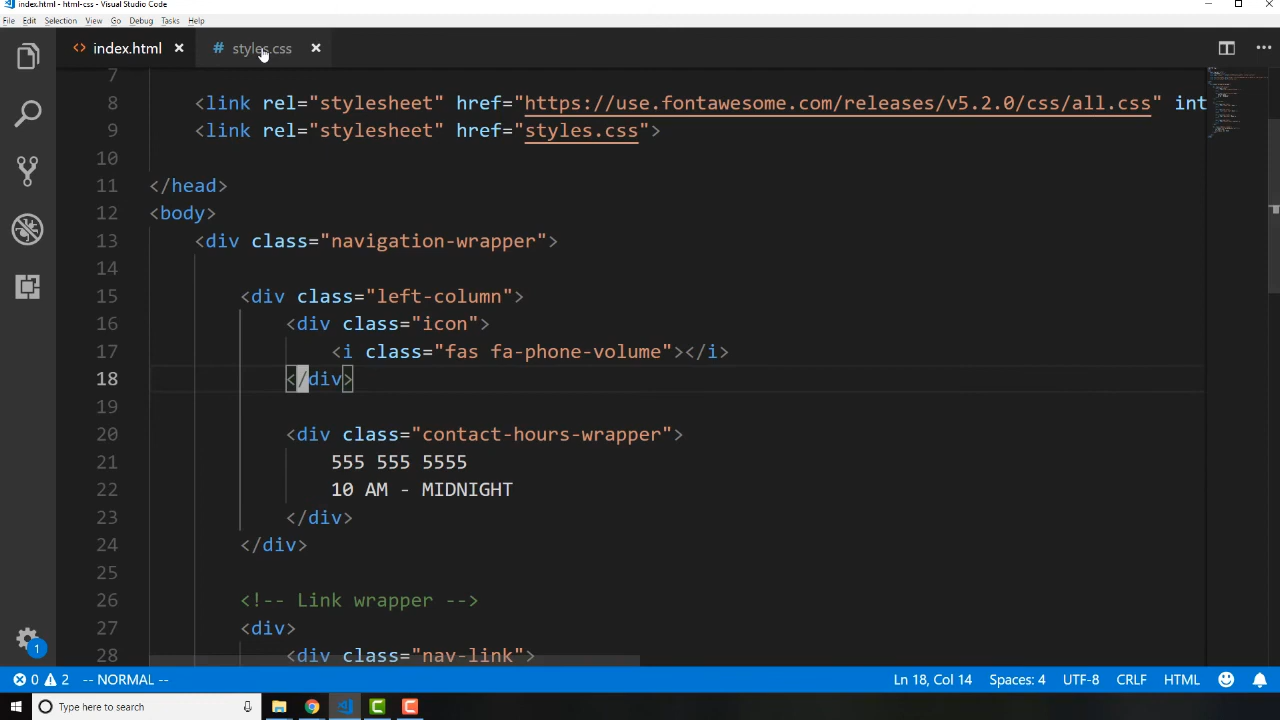 index.html - html-css - Visual Studio Code
File Edit Selection View Go Debug Tasks Help
<> index.html × # styles.css × ...
7
8 <link rel="stylesheet" href="https://use.fontawesome.com/releases/v5.2.0/css/all.css" int
9 <link rel="stylesheet" href="styles.css">
10
11 </head>
12 <body>
13 <div class="navigation-wrapper">
14
15 <div class="left-column">
16 <div class="icon">
17 <i class="fas fa-phone-volume"></i>
18 </div>
19
20 <div class="contact-hours-wrapper">
21 555 555 5555
22 10 AM - MIDNIGHT
23 </div>
24 </div>
25
26 <!-- Link wrapper -->
27 <div>
28 <div class="nav-link">
1
0 2 -- NORMAL -- Ln 18, Col 14 Spaces: 4 UTF-8 CRLF HTML
Type here to search